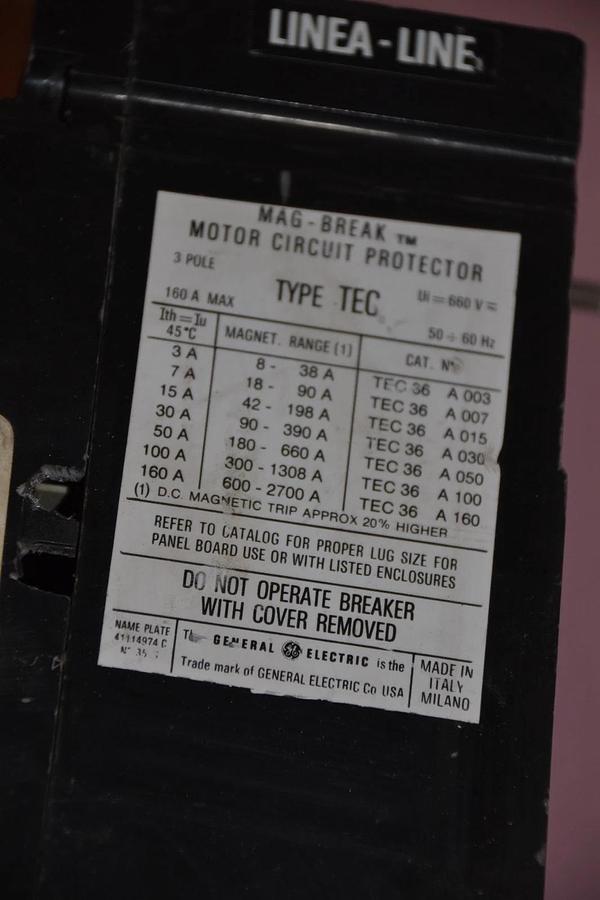 LINEA-LINE
MAG-BREAK TM
MOTOR CIRCUIT PROTECTOR
3 POLE
160 A MAX TYPE TEC Ui = 660 V
50 ÷ 60 Hz
Ith = Iu
45°C MAGNET. RANGE (1) CAT. N°
3 A 8 - 38 A TEC 36 A 003
7 A 18 - 90 A TEC 36 A 007
15 A 42 - 198 A TEC 36 A 015
30 A 90 - 390 A TEC 36 A 030
50 A 180 - 660 A TEC 36 A 050
100 A 300 - 1308 A TEC 36 A 100
160 A 600 - 2700 A TEC 36 A 160
(1) D.C. MAGNETIC TRIP APPROX 20% HIGHER
REFER TO CATALOG FOR PROPER LUG SIZE FOR
PANEL BOARD USE OR WITH LISTED ENCLOSURES
DO NOT OPERATE BREAKER
WITH COVER REMOVED
NAME PLATE
41114974 C
N° 35
GENERAL GE ELECTRIC is the
Trade mark of GENERAL ELECTRIC Co USA
MADE IN
ITALY
MILANO